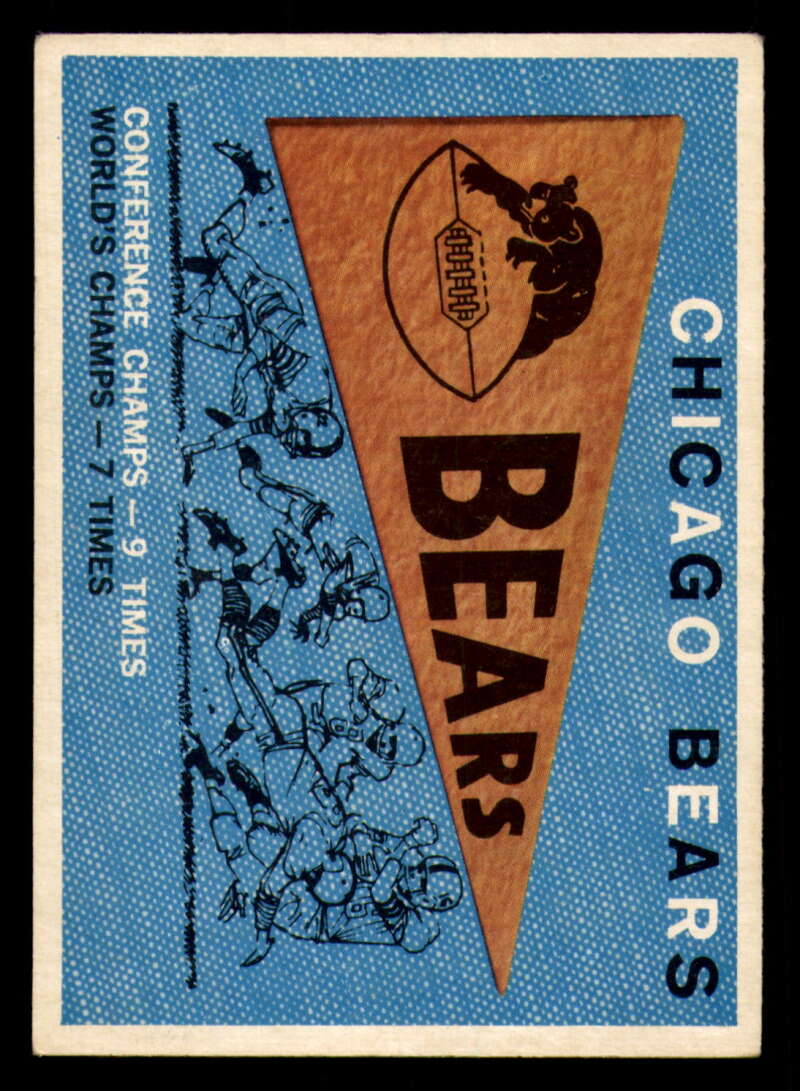 CHICAGO BEARS
BEARS
CONFERENCE CHAMPS – 9 TIMES
WORLD'S CHAMPS – 7 TIMES